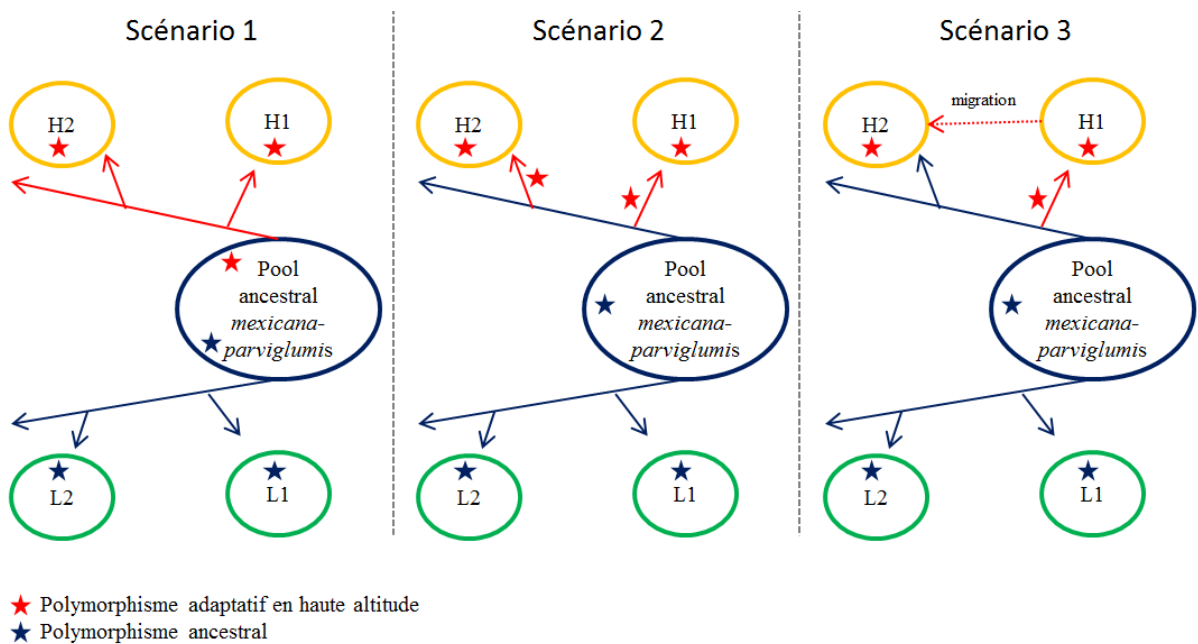 Scénario 1
Scénario 2
Scénario 3
H2
H1
H2
H1
migration
H2
H1
Pool
ancestral
mexicana-
parviglumis
Pool
ancestral
mexicana-
parviglumis
Pool
ancestral
mexicana-
parviglumis
L2
L1
L2
L1
L2
L1
Polymorphisme adaptatif en haute altitude
Polymorphisme ancestral